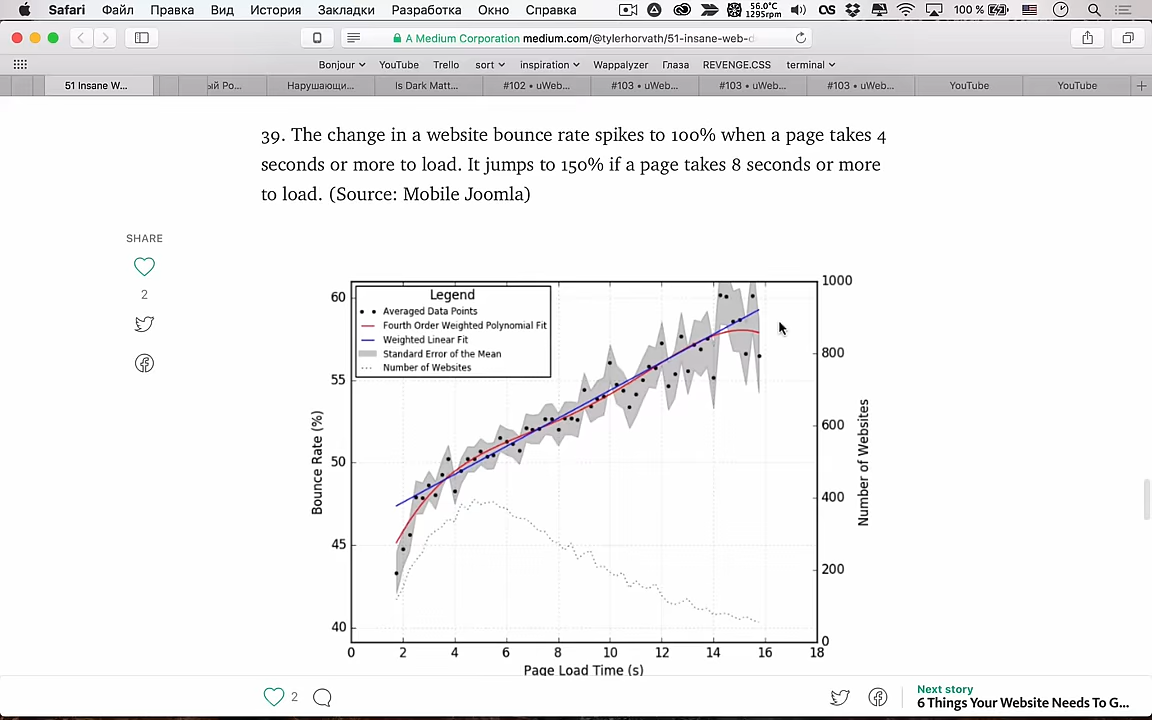 Safari Файл Правка Вид История Закладки Разработка Окно Справка 56.0°C 1295rpm 100 %
A Medium Corporation medium.com/@tylerhorvath/51-insane-web-d
Bonjour YouTube Trello sort inspiration Wappalyzer Глаза REVENGE.CSS terminal
51 Insane W... ый Ро... Нарушающи... Is Dark Matt... #102 • uWeb... #103 • uWeb... #103 • uWeb... #103 • uWeb... YouTube YouTube
39. The change in a website bounce rate spikes to 100% when a page takes 4
seconds or more to load. It jumps to 150% if a page takes 8 seconds or more
to load. (Source: Mobile Joomla)
SHARE
2
Legend
Averaged Data Points
Fourth Order Weighted Polynomial Fit
Weighted Linear Fit
Standard Error of the Mean
Number of Websites
60
55
50
45
40
Bounce Rate (%)
1000
800
600
400
200
0
Number of Websites
0 2 4 6 8 10 12 14 16 18
Page Load Time (s)
2
Next story
6 Things Your Website Needs To G...